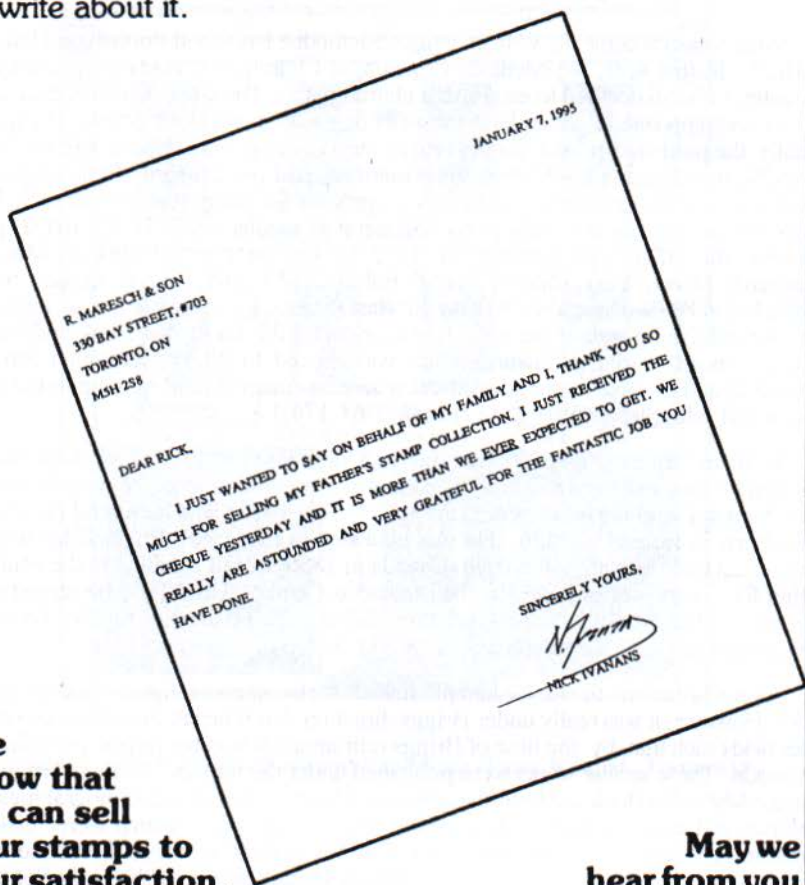 write about it.
JANUARY 7, 1995
R. MARESCH & SON
330 BAY STREET, #703
TORONTO, ON
M5H 2S8
DEAR RICK,
I JUST WANTED TO SAY ON BEHALF OF MY FAMILY AND I, THANK YOU SO
MUCH FOR SELLING MY FATHER'S STAMP COLLECTION. I JUST RECEIVED THE
CHEQUE YESTERDAY AND IT IS MORE THAN WE EVER EXPECTED TO GET. WE
REALLY ARE ASTOUNDED AND VERY GRATEFUL FOR THE FANTASTIC JOB YOU
HAVE DONE.
SINCERELY YOURS,
NICK IVANANS
ow that
can sell
ur stamps to
ur satisfaction
May we
hear from you